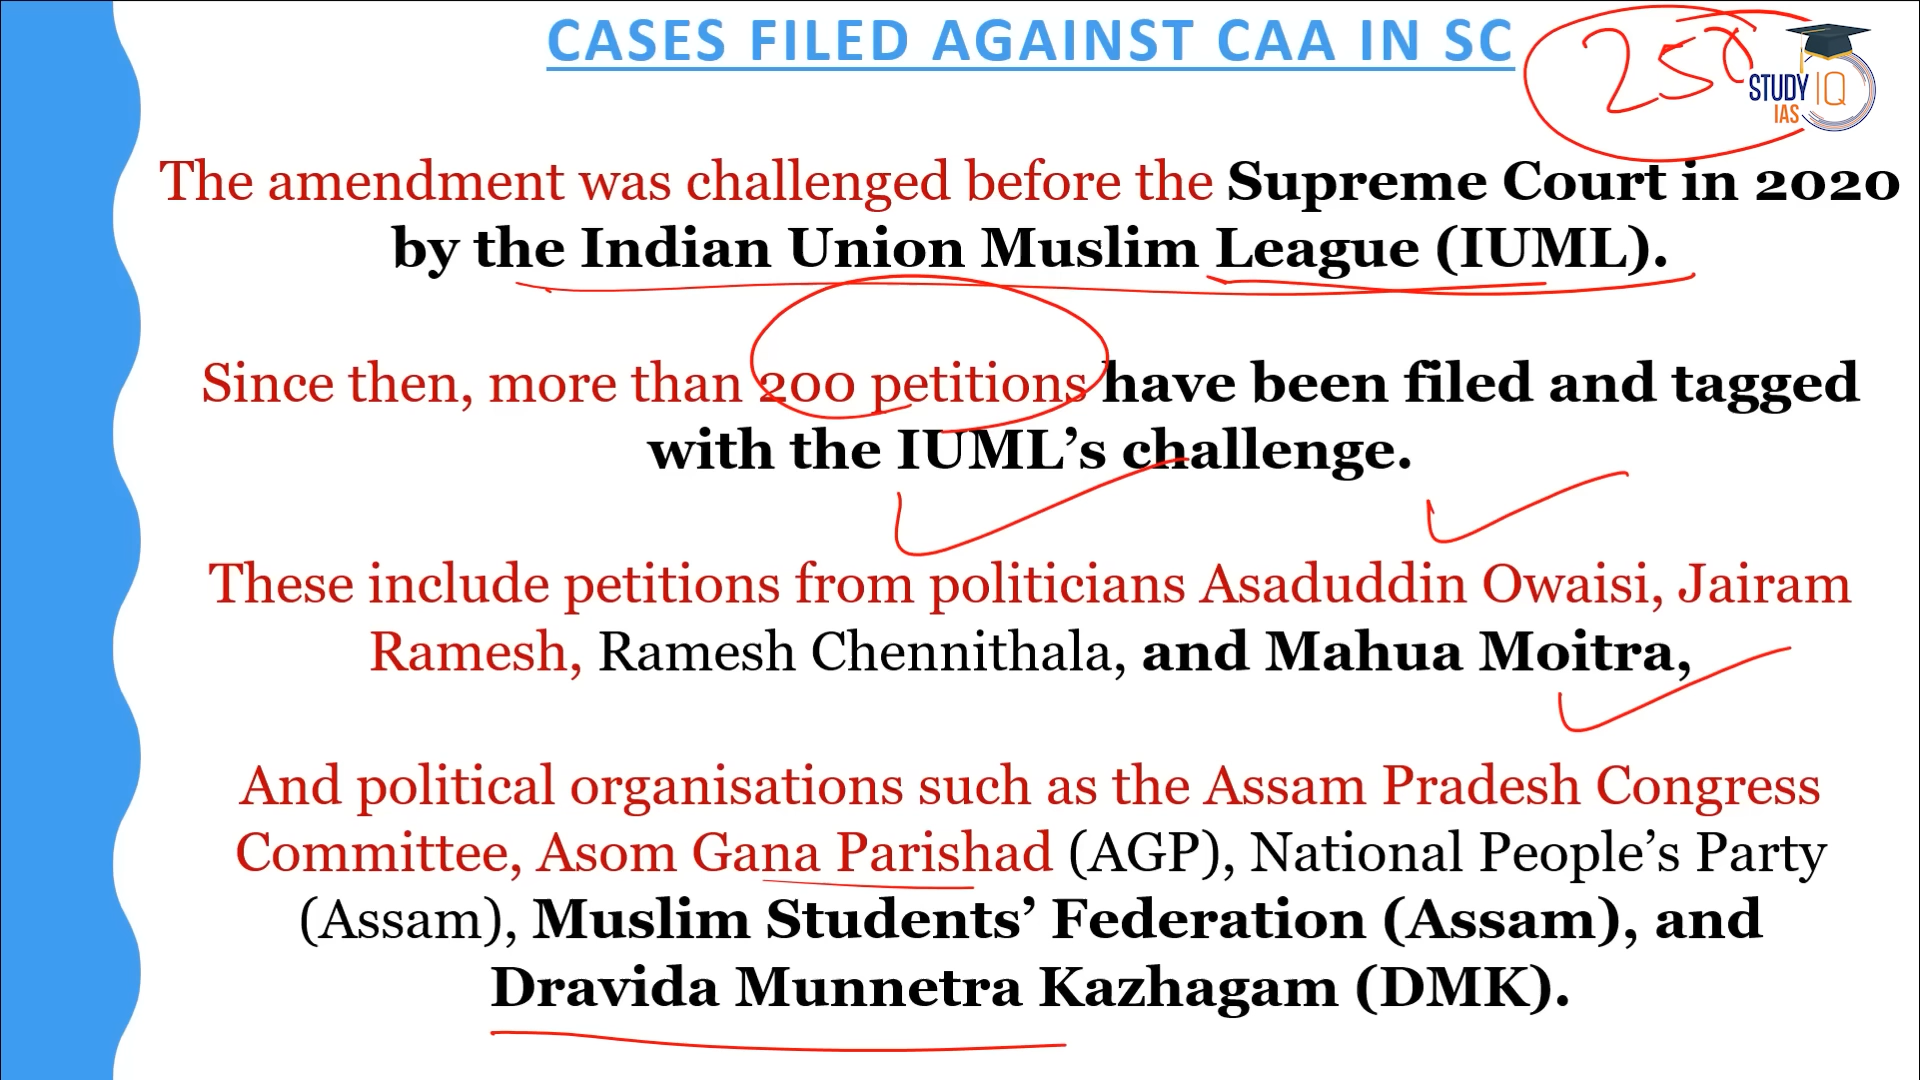 CASES FILED AGAINST CAA IN SC
STUDY IQ
IAS
The amendment was challenged before the Supreme Court in 2020
by the Indian Union Muslim League (IUML).
Since then, more than 200 petitions have been filed and tagged
with the IUML’s challenge.
These include petitions from politicians Asaduddin Owaisi, Jairam
Ramesh, Ramesh Chennithala, and Mahua Moitra,
And political organisations such as the Assam Pradesh Congress
Committee, Asom Gana Parishad (AGP), National People’s Party
(Assam), Muslim Students’ Federation (Assam), and
Dravida Munnetra Kazhagam (DMK).